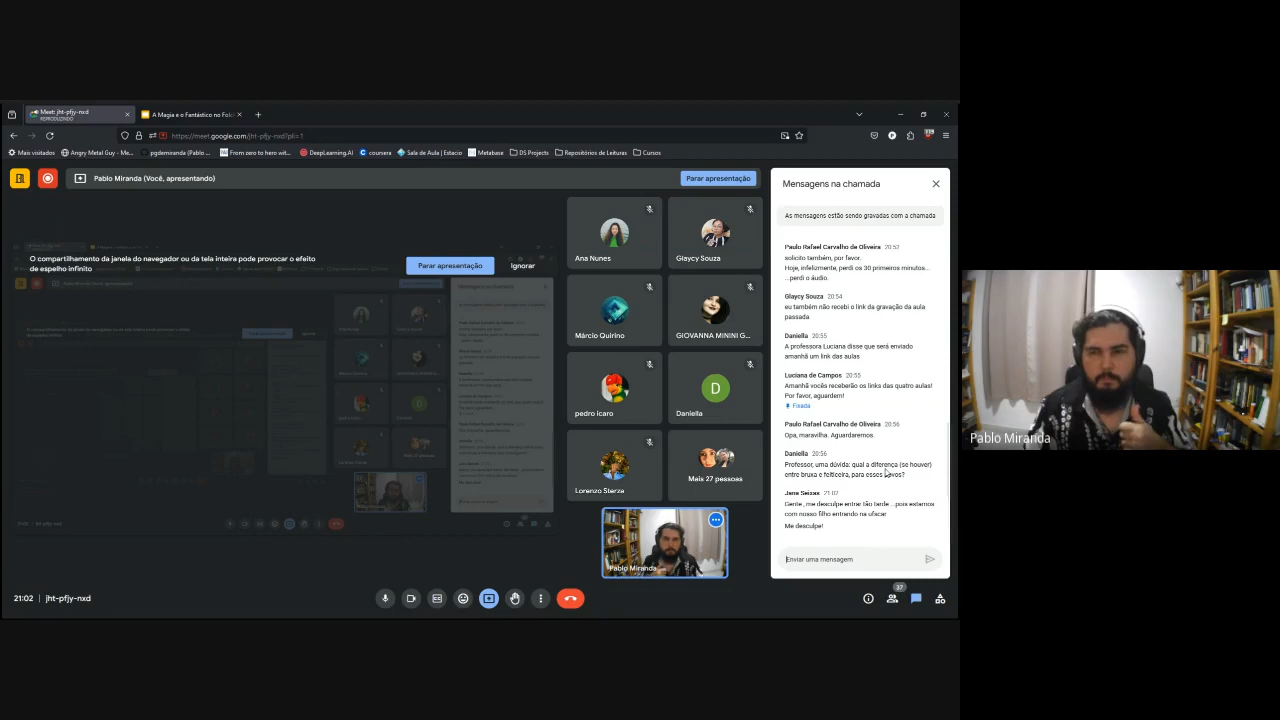 Meet: jht-pfjy-nxd
REPRODUZINDO
A Magia e o Fantástico no Fol
https://meet.google.com/jht-pfjy-nxd?pli=1
Mais visitados
Angry Metal Guy - Me...
pgdemiranda (Pablo ...
From zero to hero wit...
DeepLearning.AI
coursera
Sala de Aula | Estacio
Metabase
DS Projects
Repositórios de Leituras
Cursos
Pablo Miranda (Você, apresentando)
Parar apresentação
O compartilhamento da janela do navegador ou da tela inteira pode provocar o efeito
de espelho infinito
Parar apresentação
Ignorar
Ana Nunes
Glaycy Souza
Márcio Quirino
GIOVANNA MININI G...
pedro icaro
D
Daniella
Lorenzo Sterza
Mais 27 pessoas
Pablo Miranda
Mensagens na chamada
As mensagens estão sendo gravadas com a chamada
Paulo Rafael Carvalho de Oliveira 20:52
solicito também, por favor.
Hoje, infelizmente, perdi os 30 primeiros minutos...
...perdi o áudio.
Glaycy Souza 20:54
eu também não recebi o link da gravação da aula
passada
Daniella 20:55
A professora Luciana disse que será enviado
amanhã um link das aulas
Luciana de Campos 20:55
Amanhã vocês receberão os links das quatro aulas!
Por favor, aguardem!
Fixada
Paulo Rafael Carvalho de Oliveira 20:56
Opa, maravilha. Aguardaremos.
Daniella 20:56
Professor, uma dúvida: qual a diferença (se houver)
entre bruxa e feiticeira, para esses povos?
Jana Seixas 21:02
Gente , me desculpe entrar tão tarde ...pois estamos
com nosso filho entrando na ufscar
Me desculpe!
Enviar uma mensagem
21:02 | jht-pfjy-nxd
37
Pablo Miranda